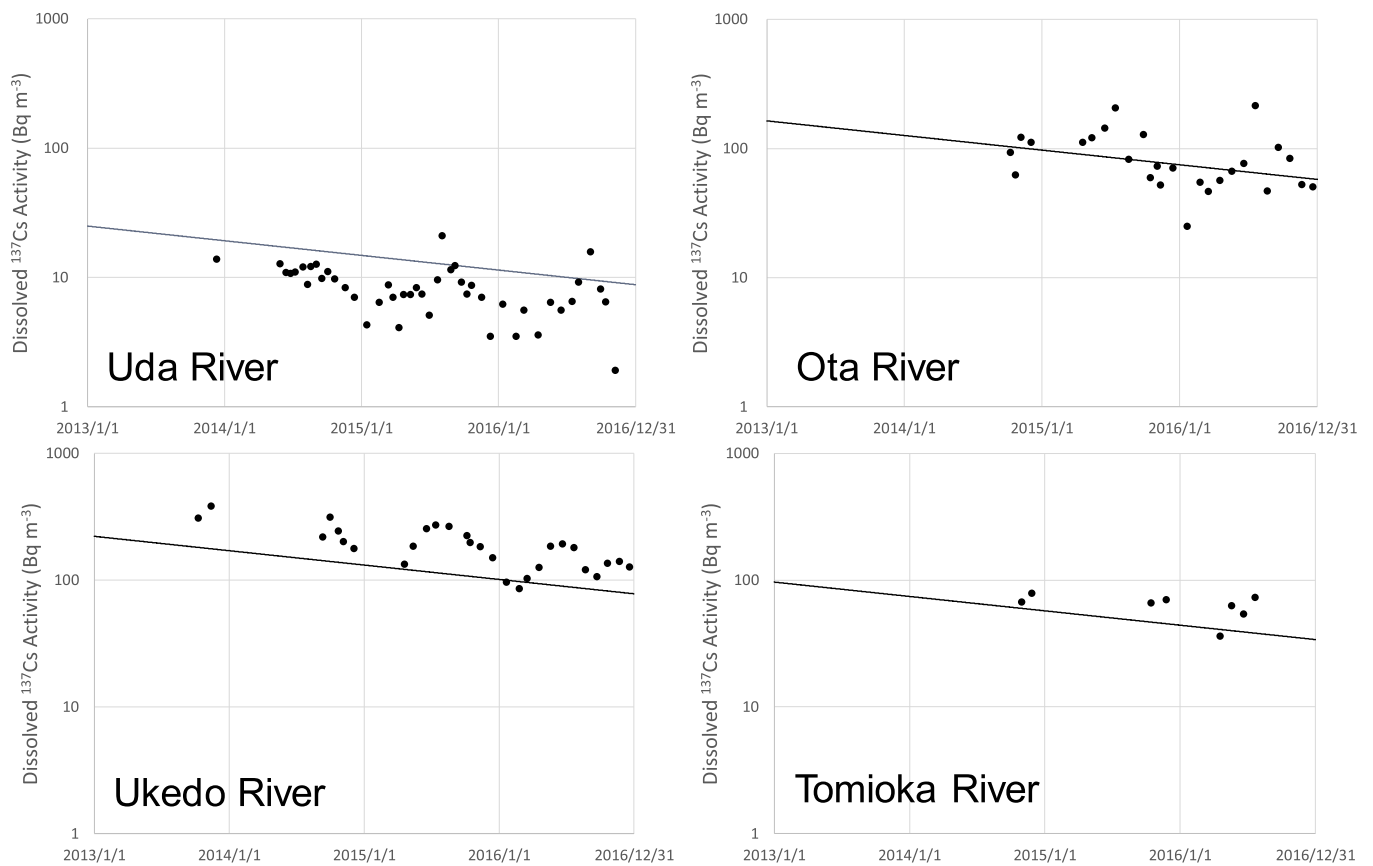 1000
100
10
1
Dissolved ¹³⁷Cs Activity (Bq m⁻³)
Uda River
2013/1/1 2014/1/1 2015/1/1 2016/1/1 2016/12/31
1000
100
10
1
Dissolved ¹³⁷Cs Activity (Bq m⁻³)
Ota River
2013/1/1 2014/1/1 2015/1/1 2016/1/1 2016/12/31
1000
100
10
1
Dissolved ¹³⁷Cs Activity (Bq m⁻³)
Ukedo River
2013/1/1 2014/1/1 2015/1/1 2016/1/1 2016/12/31
1000
100
10
1
Dissolved ¹³⁷Cs Activity (Bq m⁻³)
Tomioka River
2013/1/1 2014/1/1 2015/1/1 2016/1/1 2016/12/31